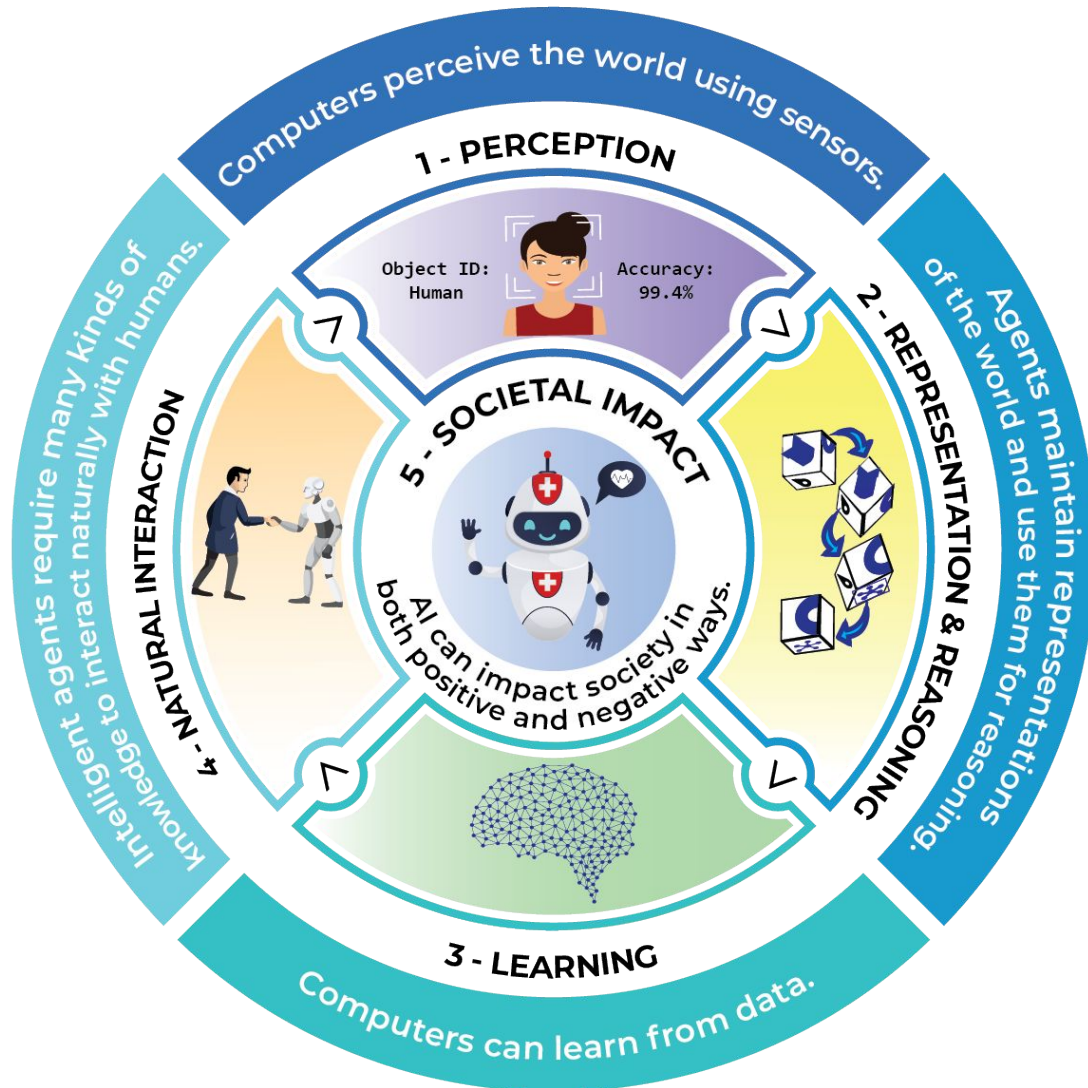 Computers perceive the world using sensors.
1 - PERCEPTION
Object ID:
Human
Accuracy:
99.4%
Agents maintain representations
of the world and use them for reasoning.
2 - REPRESENTATION & REASONING
3 - LEARNING
Computers can learn from data.
Intelligent agents require many kinds of
knowledge to interact naturally with humans.
4 - NATURAL INTERACTION
5 - SOCIETAL IMPACT
AI can impact society in
both positive and negative ways.